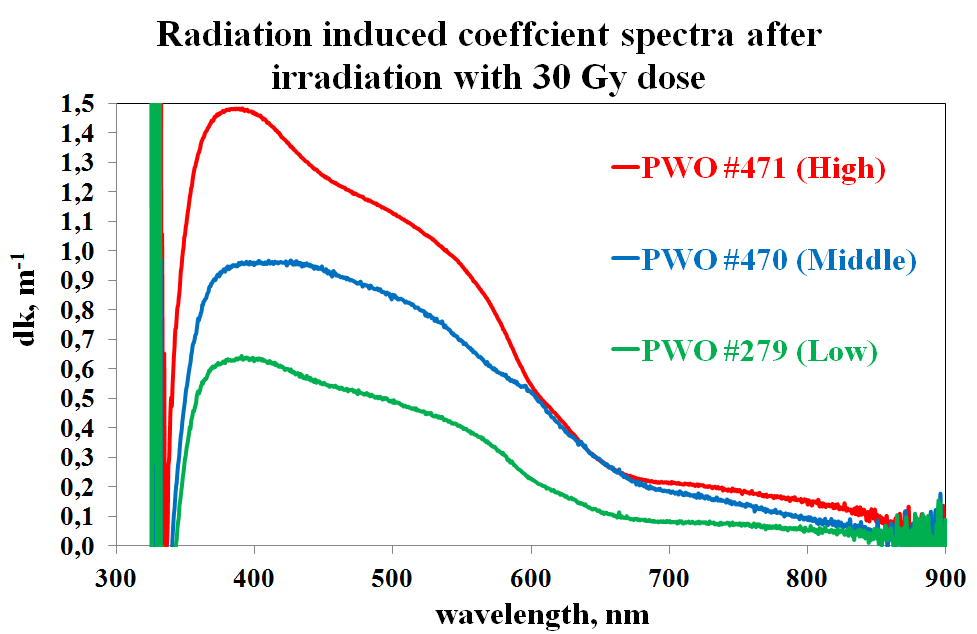 Radiation induced coeffcient spectra after
irradiation with 30 Gy dose
1,5
1,4
1,3
1,2
1,1
1,0
0,9
0,8
0,7
0,6
0,5
0,4
0,3
0,2
0,1
0,0
dk, m⁻¹
PWO #471 (High)
PWO #470 (Middle)
PWO #279 (Low)
300 400 500 600 700 800 900
wavelength, nm